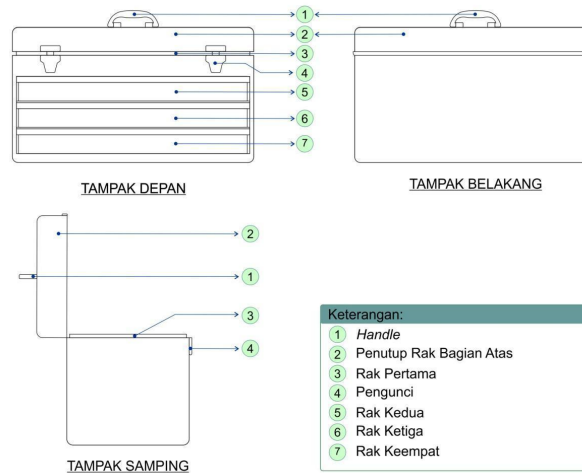 1
2
3
4
5
6
7
TAMPAK DEPAN
TAMPAK BELAKANG
2
1
3
4
TAMPAK SAMPING
Keterangan:
1 Handle
2 Penutup Rak Bagian Atas
3 Rak Pertama
4 Pengunci
5 Rak Kedua
6 Rak Ketiga
7 Rak Keempat